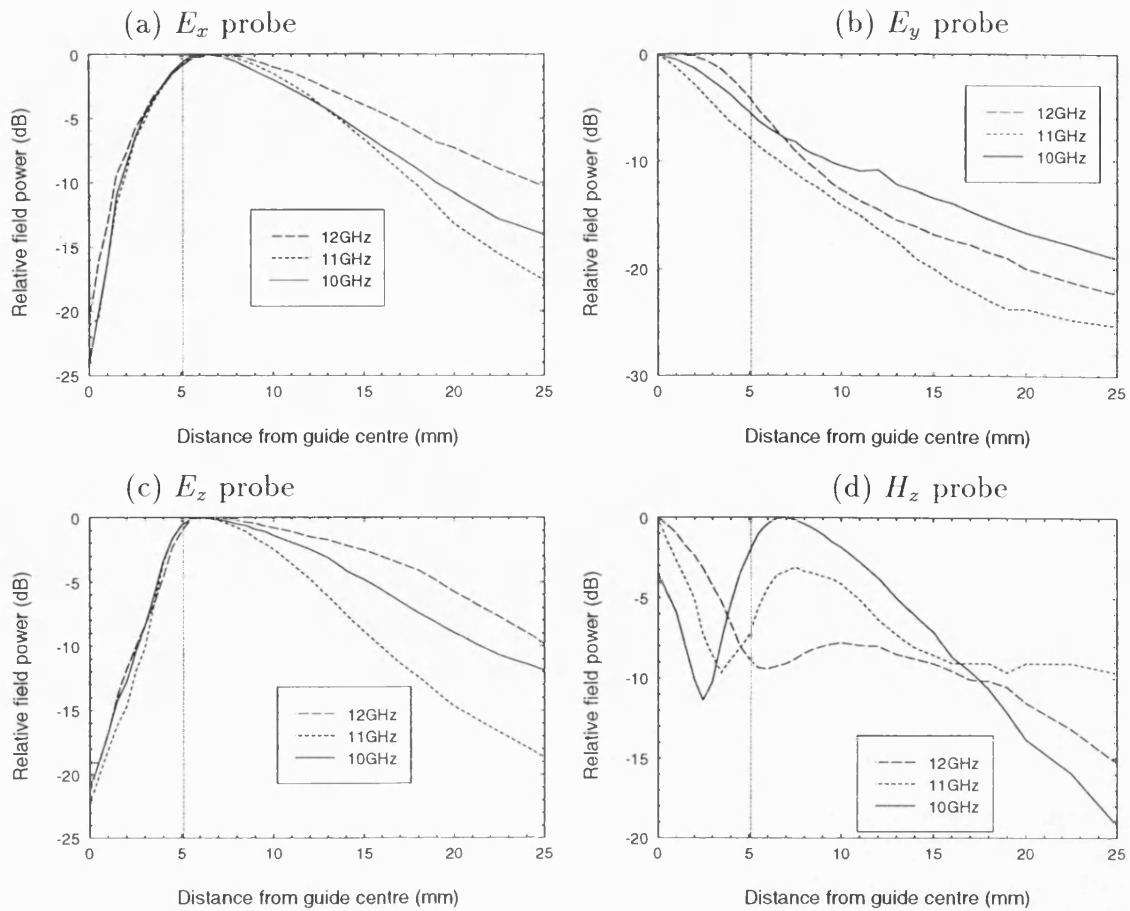 (a) Eₓ probe
0
-5
-10
-15
-20
-25
Relative field power (dB)
12GHz
11GHz
10GHz
0 5 10 15 20 25
Distance from guide centre (mm)
(b) E_y probe
0
-10
-20
-30
Relative field power (dB)
12GHz
11GHz
10GHz
0 5 10 15 20 25
Distance from guide centre (mm)
(c) E_z probe
0
-5
-10
-15
-20
-25
Relative field power (dB)
12GHz
11GHz
10GHz
0 5 10 15 20 25
Distance from guide centre (mm)
(d) H_z probe
0
-5
-10
-15
-20
Relative field power (dB)
12GHz
11GHz
10GHz
0 5 10 15 20 25
Distance from guide centre (mm)